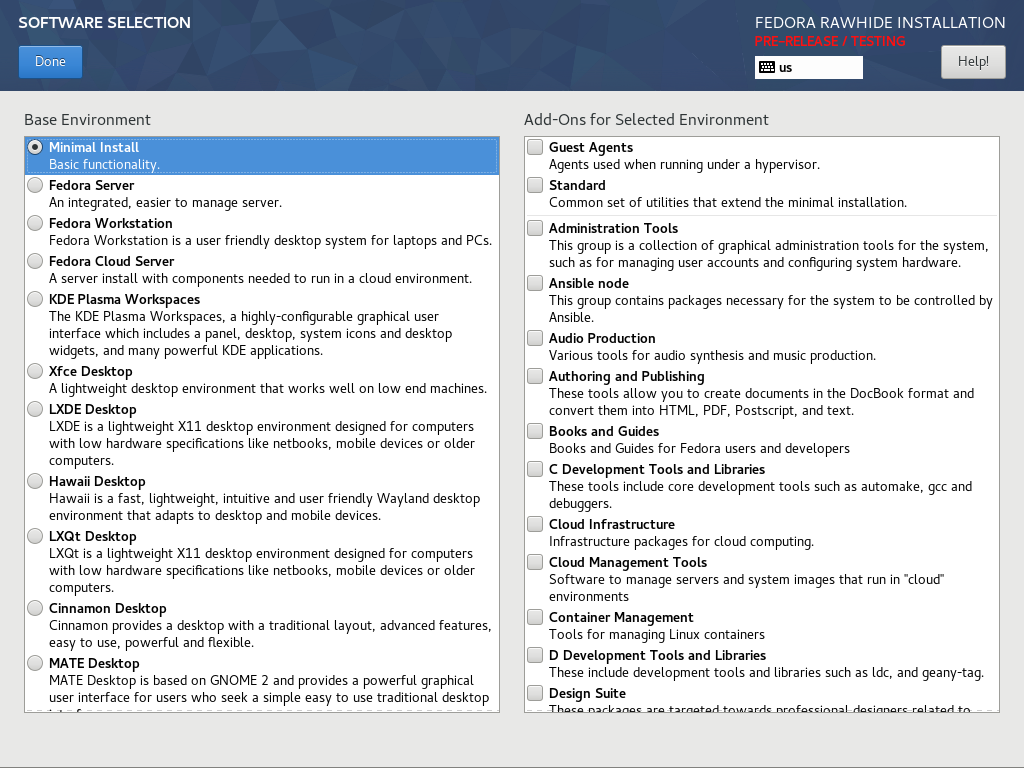 SOFTWARE SELECTION
FEDORA RAWHIDE INSTALLATION
PRE-RELEASE / TESTING
Done
us
Help!
Base Environment
Minimal Install
Basic functionality.
Fedora Server
An integrated, easier to manage server.
Fedora Workstation
Fedora Workstation is a user friendly desktop system for laptops and PCs.
Fedora Cloud Server
A server install with components needed to run in a cloud environment.
KDE Plasma Workspaces
The KDE Plasma Workspaces, a highly-configurable graphical user
interface which includes a panel, desktop, system icons and desktop
widgets, and many powerful KDE applications.
Xfce Desktop
A lightweight desktop environment that works well on low end machines.
LXDE Desktop
LXDE is a lightweight X11 desktop environment designed for computers
with low hardware specifications like netbooks, mobile devices or older
computers.
Hawaii Desktop
Hawaii is a fast, lightweight, intuitive and user friendly Wayland desktop
environment that adapts to desktop and mobile devices.
LXQt Desktop
LXQt is a lightweight X11 desktop environment designed for computers
with low hardware specifications like netbooks, mobile devices or older
computers.
Cinnamon Desktop
Cinnamon provides a desktop with a traditional layout, advanced features,
easy to use, powerful and flexible.
MATE Desktop
MATE Desktop is based on GNOME 2 and provides a powerful graphical
user interface for users who seek a simple easy to use traditional desktop
Add-Ons for Selected Environment
Guest Agents
Agents used when running under a hypervisor.
Standard
Common set of utilities that extend the minimal installation.
Administration Tools
This group is a collection of graphical administration tools for the system,
such as for managing user accounts and configuring system hardware.
Ansible node
This group contains packages necessary for the system to be controlled by
Ansible.
Audio Production
Various tools for audio synthesis and music production.
Authoring and Publishing
These tools allow you to create documents in the DocBook format and
convert them into HTML, PDF, Postscript, and text.
Books and Guides
Books and Guides for Fedora users and developers
C Development Tools and Libraries
These tools include core development tools such as automake, gcc and
debuggers.
Cloud Infrastructure
Infrastructure packages for cloud computing.
Cloud Management Tools
Software to manage servers and system images that run in "cloud"
environments
Container Management
Tools for managing Linux containers
D Development Tools and Libraries
These include development tools and libraries such as ldc, and geany-tag.
Design Suite
These packages are targeted towards professional designers related to